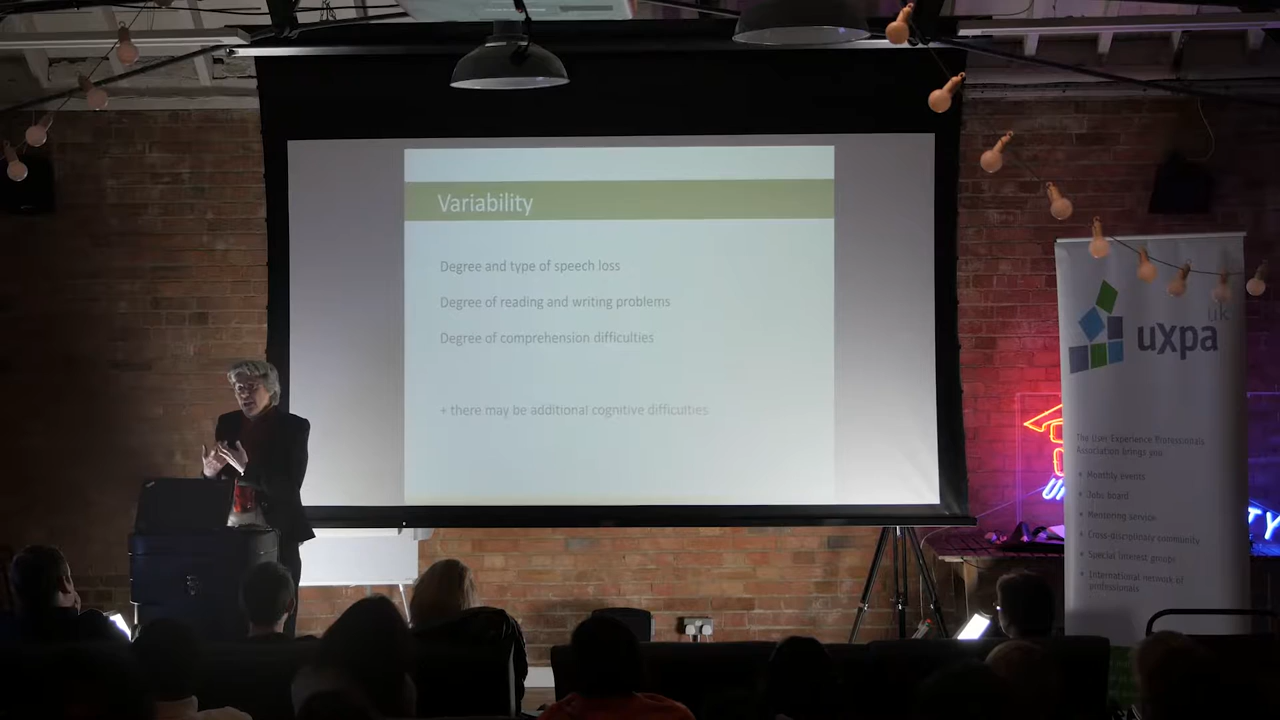 Variability
Degree and type of speech loss
Degree of reading and writing problems
Degree of comprehension difficulties
+ there may be additional cognitive difficulties
uk
uxpa
The User Experience Professionals
Association brings you
• Monthly events
• Jobs board
• Mentoring service
• Cross-disciplinary community
• Special interest groups
• International network of
professionals